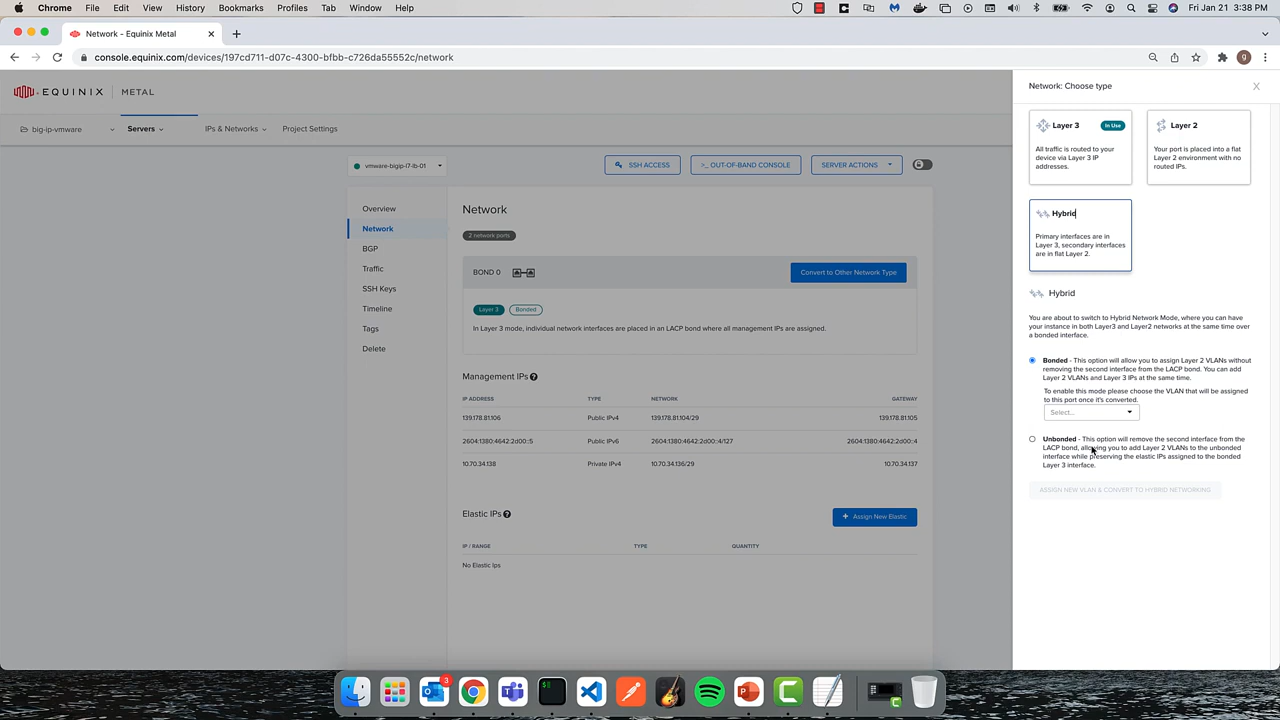 Chrome File Edit View History Bookmarks Profiles Tab Window Help Fri Jan 21 3:38 PM
Network - Equinix Metal
console.equinix.com/devices/197cd711-d07c-4300-bfbb-c726da55552c/network g
EQUINIX METAL
big-ip-vmware Servers IPs & Networks Project Settings
vmware-bigip-l7-lb-01 SSH ACCESS >_ OUT-OF-BAND CONSOLE SERVER ACTIONS
Overview
Network
BGP
Traffic
SSH Keys
Timeline
Tags
Delete
Network
2 network ports
BOND 0 Convert to Other Network Type
Layer 3 Bonded
In Layer 3 mode, individual network interfaces are placed in an LACP bond where all management IPs are assigned.
Management IPs ?
IP ADDRESS TYPE NETWORK GATEWAY
139.178.81.106 Public IPv4 139.178.81.104/29 139.178.81.105
2604:1380:4642:2d00::5 Public IPv6 2604:1380:4642:2d00::4/127 2604:1380:4642:2d00::4
10.70.34.138 Private IPv4 10.70.34.136/29 10.70.34.137
Elastic IPs ? + Assign New Elastic
IP / RANGE TYPE QUANTITY
No Elastic Ips
Network: Choose type X
Layer 3 In Use
All traffic is routed to your
device via Layer 3 IP
addresses.
Layer 2
Your port is placed into a flat
Layer 2 environment with no
routed IPs.
Hybrid
Primary interfaces are in
Layer 3, secondary interfaces
are in flat Layer 2.
Hybrid
You are about to switch to Hybrid Network Mode, where you can have
your instance in both Layer3 and Layer2 networks at the same time over
a bonded interface.
Bonded - This option will allow you to assign Layer 2 VLANs without
removing the second interface from the LACP bond. You can add
Layer 2 VLANs and Layer 3 IPs at the same time.
To enable this mode please choose the VLAN that will be assigned
to this port once it's converted.
Select...
Unbonded - This option will remove the second interface from the
LACP bond, allowing you to add Layer 2 VLANs to the unbonded
interface while preserving the elastic IPs assigned to the bonded
Layer 3 interface.
ASSIGN NEW VLAN & CONVERT TO HYBRID NETWORKING
3